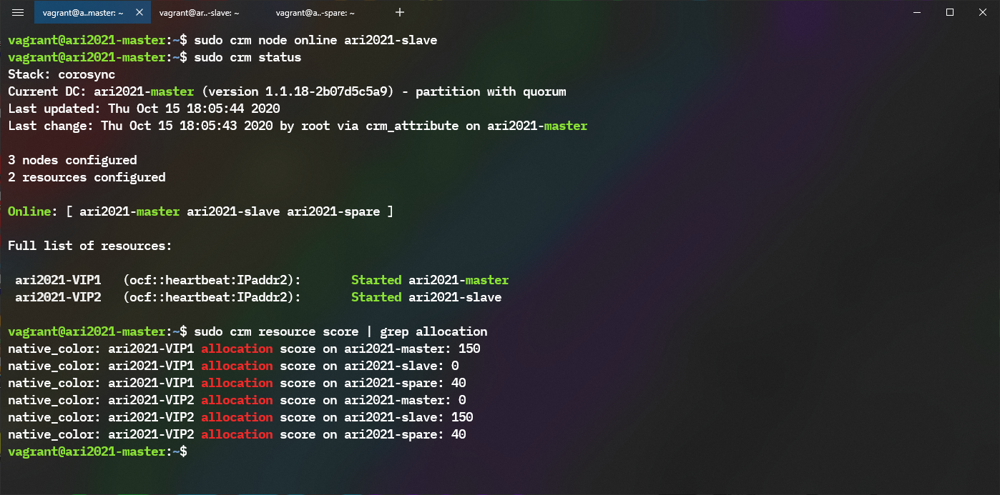 vagrant@a..master: ~
vagrant@ar..-slave: ~
vagrant@a..-spare: ~
vagrant@ari2021-master:~$ sudo crm node online ari2021-slave
vagrant@ari2021-master:~$ sudo crm status
Stack: corosync
Current DC: ari2021-master (version 1.1.18-2b07d5c5a9) - partition with quorum
Last updated: Thu Oct 15 18:05:44 2020
Last change: Thu Oct 15 18:05:43 2020 by root via crm_attribute on ari2021-master
3 nodes configured
2 resources configured
Online: [ ari2021-master ari2021-slave ari2021-spare ]
Full list of resources:
ari2021-VIP1   (ocf::heartbeat:IPaddr2):       Started ari2021-master
ari2021-VIP2   (ocf::heartbeat:IPaddr2):       Started ari2021-slave
vagrant@ari2021-master:~$ sudo crm resource score | grep allocation
native_color: ari2021-VIP1 allocation score on ari2021-master: 150
native_color: ari2021-VIP1 allocation score on ari2021-slave: 0
native_color: ari2021-VIP1 allocation score on ari2021-spare: 40
native_color: ari2021-VIP2 allocation score on ari2021-master: 0
native_color: ari2021-VIP2 allocation score on ari2021-slave: 150
native_color: ari2021-VIP2 allocation score on ari2021-spare: 40
vagrant@ari2021-master:~$